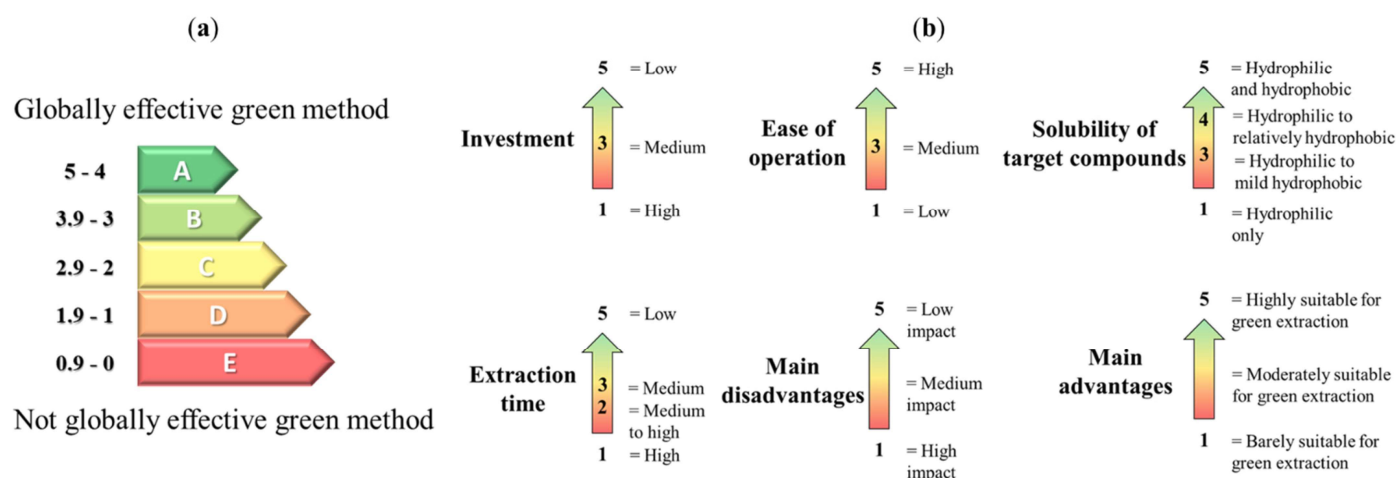 (a)
Globally effective green method
5 - 4
A
3.9 - 3
B
2.9 - 2
C
1.9 - 1
D
0.9 - 0
E
Not globally effective green method
(b)
Investment
5 = Low
3 = Medium
1 = High
Ease of
operation
5 = High
3 = Medium
1 = Low
Solubility of
target compounds
5 = Hydrophilic
and hydrophobic
4 = Hydrophilic to
relatively hydrophobic
3 = Hydrophilic to
mild hydrophobic
1 = Hydrophilic
only
Extraction
time
5 = Low
3 = Medium
2 = Medium
to high
1 = High
Main
disadvantages
5 = Low
impact
= Medium
impact
1 = High
impact
Main
advantages
5 = Highly suitable for
green extraction
= Moderately suitable
for green extraction
1 = Barely suitable for
green extraction